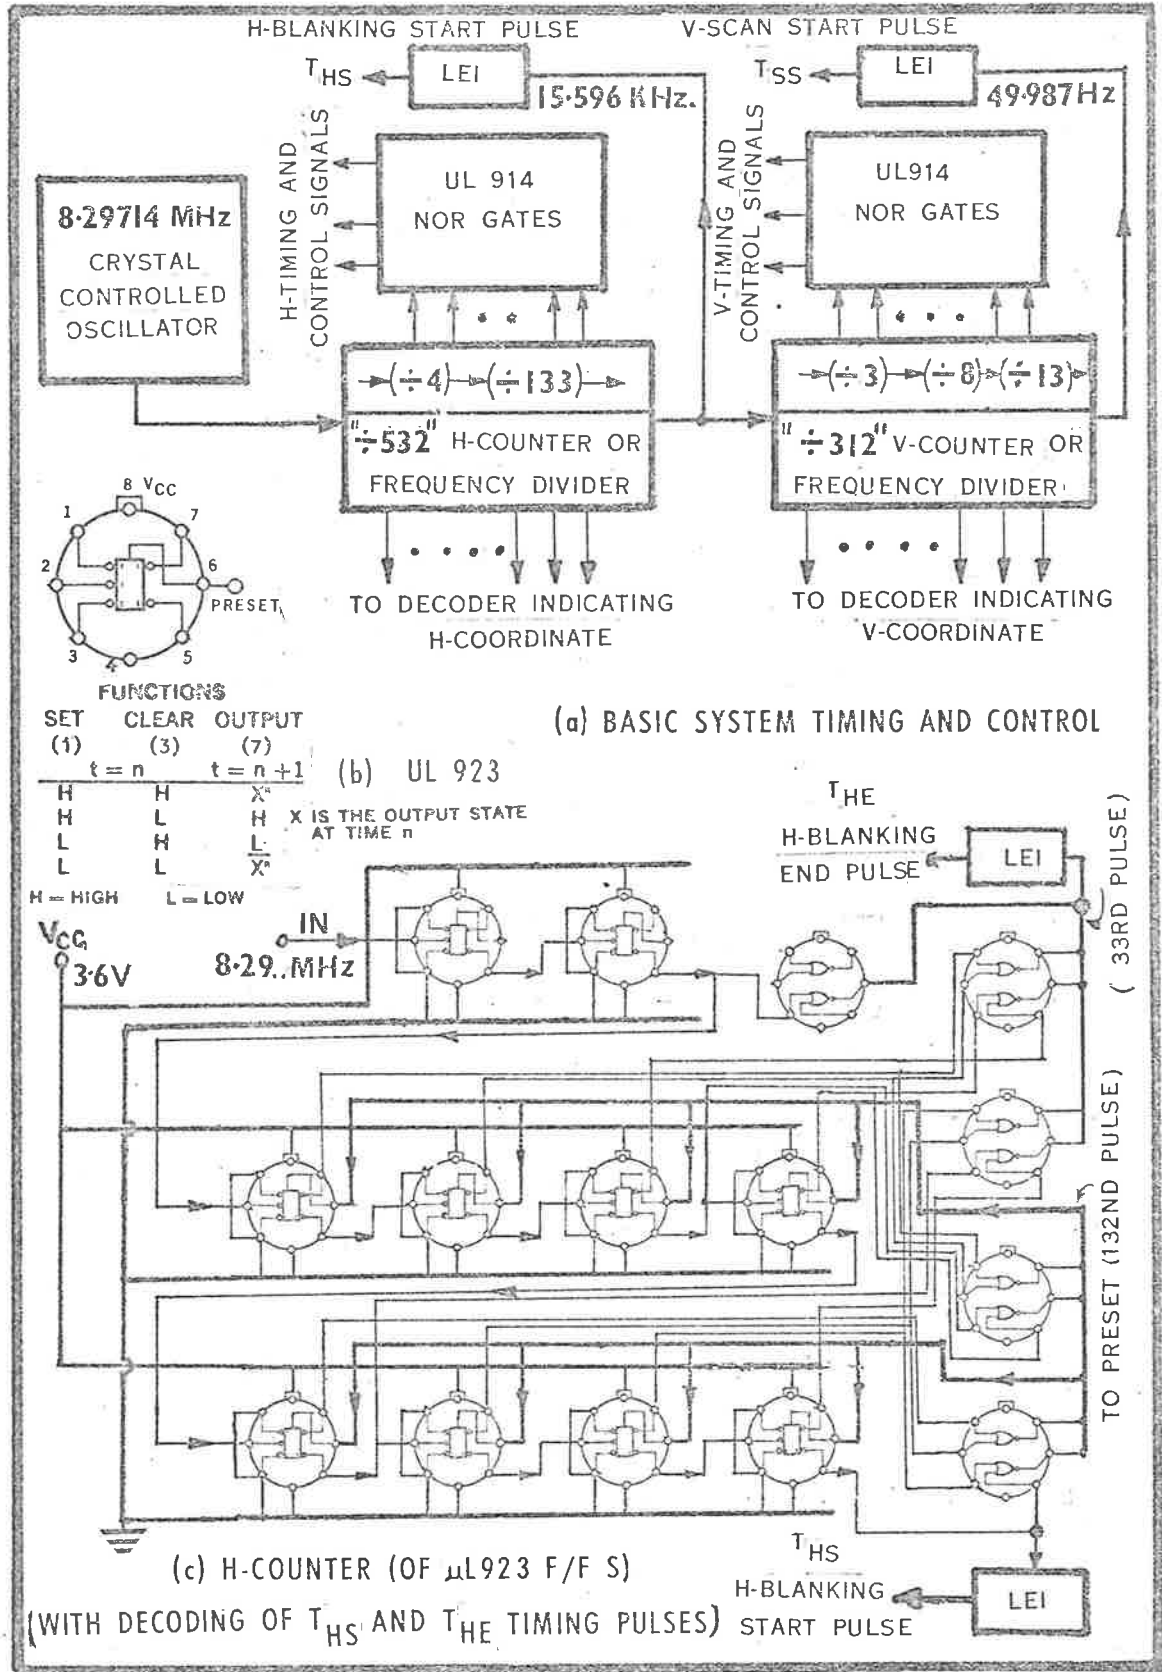 H-BLANKING START PULSE
V-SCAN START PULSE
THS
LEI
15.596 KHz.
TSS
LEI
49.987Hz
H-TIMING AND
CONTROL SIGNALS
UL 914
NOR GATES
V-TIMING AND
CONTROL SIGNALS
UL914
NOR GATES
8.29714 MHz
CRYSTAL
CONTROLLED
OSCILLATOR
(÷4) (÷133)
"÷532" H-COUNTER OR
FREQUENCY DIVIDER
(÷3) (÷8) (÷13)
"÷312" V-COUNTER OR
FREQUENCY DIVIDER
TO DECODER INDICATING
H-COORDINATE
TO DECODER INDICATING
V-COORDINATE
8 VCC
1
7
2
6
PRESET
3
4
5
FUNCTIONS
SET CLEAR OUTPUT
(1) (3) (7)
t = n t = n +1
H H Xⁿ
H L H
L H L
L L X̄ⁿ
X IS THE OUTPUT STATE
AT TIME n
H = HIGH L = LOW
(b) UL 923
(a) BASIC SYSTEM TIMING AND CONTROL
THE
H-BLANKING
END PULSE
LEI
( 33RD PULSE)
VCC
3.6V
IN
8.29..MHz
TO PRESET (132ND PULSE)
(c) H-COUNTER (OF µL923 F/F S)
(WITH DECODING OF THS AND THE TIMING PULSES)
THS
H-BLANKING
START PULSE
LEI